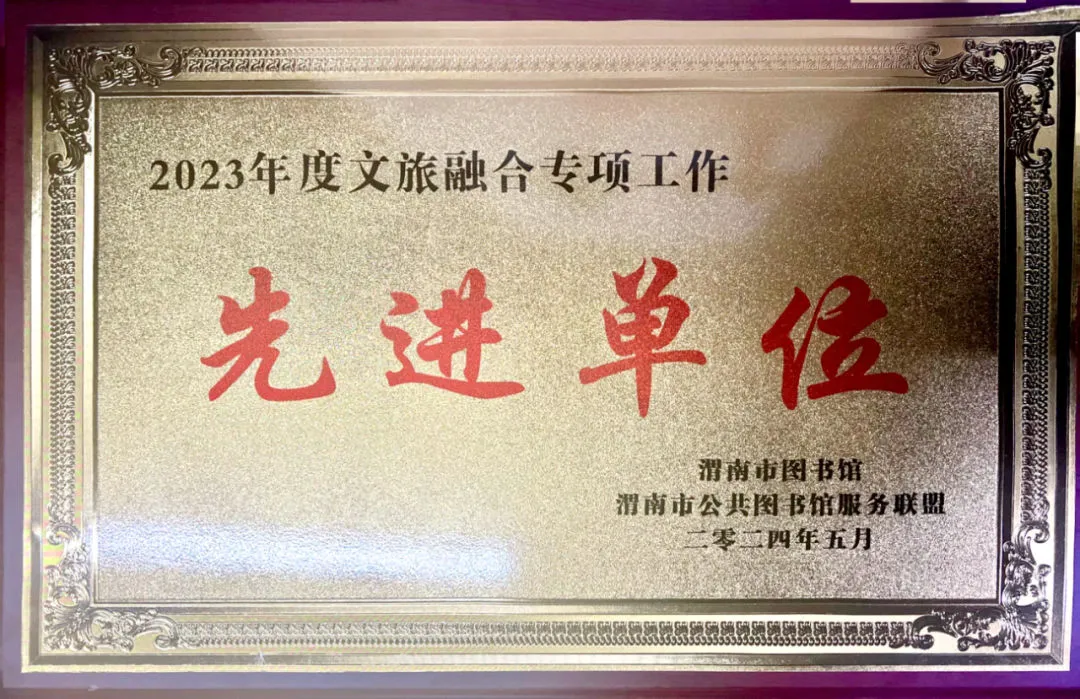 2023年度文旅融合专项工作
先进单位
渭南市图书馆
渭南市公共图书馆服务联盟
二零二四年五月